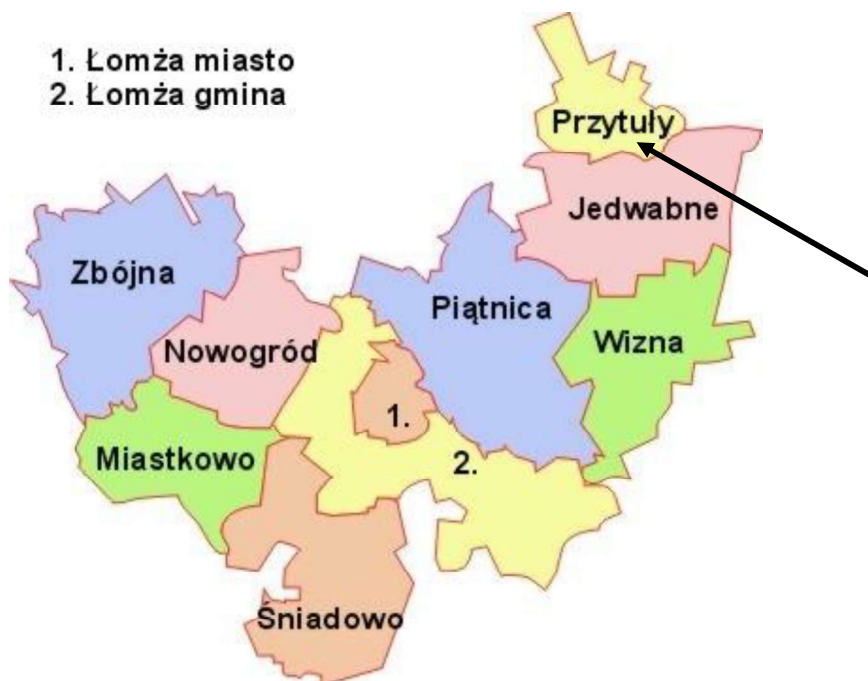 1. Łomża miasto
2. Łomża gmina
Przytuły
Jedwabne
Zbójna
Piątnica
Nowogród
Wizna
1.
Miastkowo
2.
Śniadowo